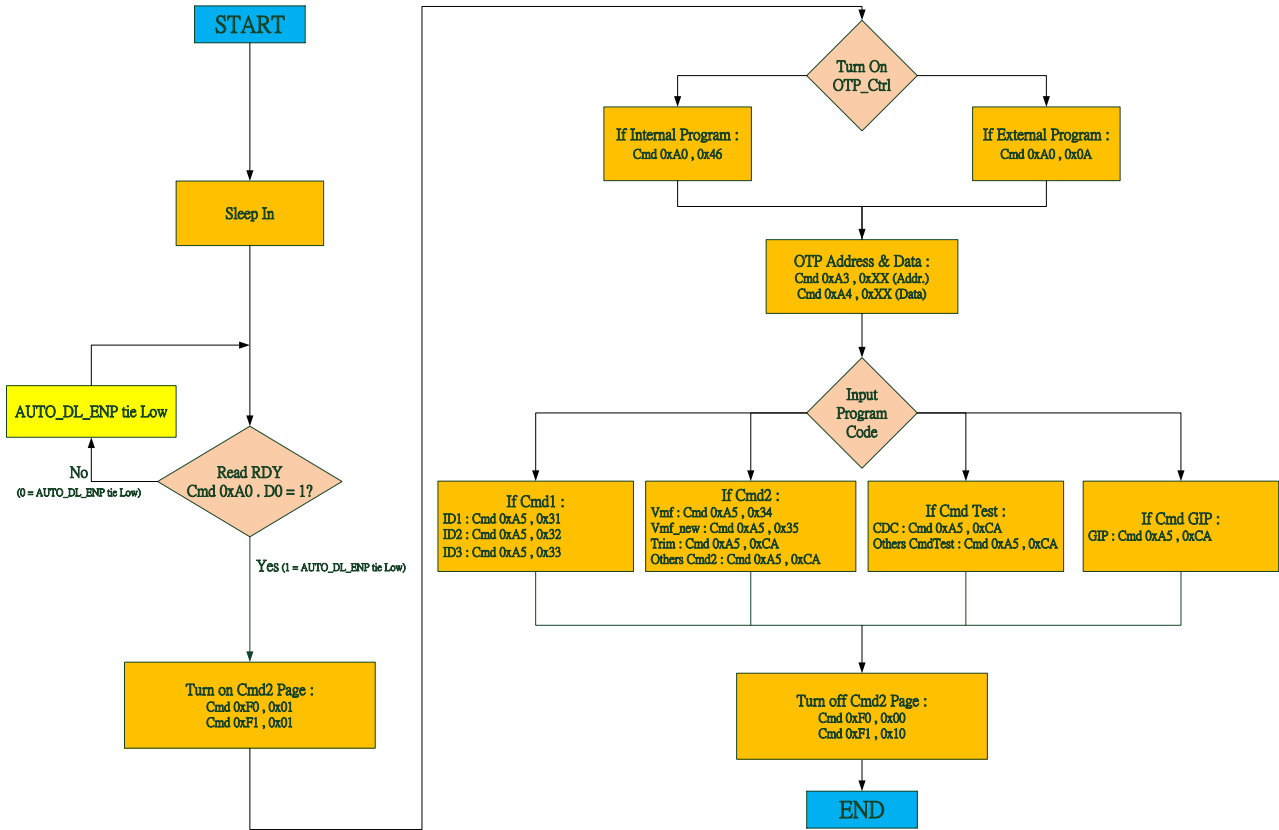 START
Sleep In
AUTO_DL_ENP tie Low
No
(0 = AUTO_DL_ENP tie Low)
Read RDY
Cmd 0xA0 . D0 = 1?
Yes (1 = AUTO_DL_ENP tie Low)
Turn on Cmd2 Page :
Cmd 0xF0 , 0x01
Cmd 0xF1 , 0x01
Turn On
OTP_Ctrl
If Internal Program :
Cmd 0xA0 , 0x46
If External Program :
Cmd 0xA0 , 0x0A
OTP Address & Data :
Cmd 0xA3 , 0xXX (Addr.)
Cmd 0xA4 , 0xXX (Data)
Input
Program
Code
If Cmd1 :
ID1 : Cmd 0xA5 , 0x31
ID2 : Cmd 0xA5 , 0x32
ID3 : Cmd 0xA5 , 0x33
If Cmd2 :
Vmf : Cmd 0xA5 , 0x34
Vmf_new : Cmd 0xA5 , 0x35
Trim : Cmd 0xA5 , 0xCA
Others Cmd2 : Cmd 0xA5 , 0xCA
If Cmd Test :
CDC : Cmd 0xA5 , 0xCA
Others CmdTest : Cmd 0xA5 , 0xCA
If Cmd GIP :
GIP : Cmd 0xA5 , 0xCA
Turn off Cmd2 Page :
Cmd 0xF0 , 0x00
Cmd 0xF1 , 0x10
END